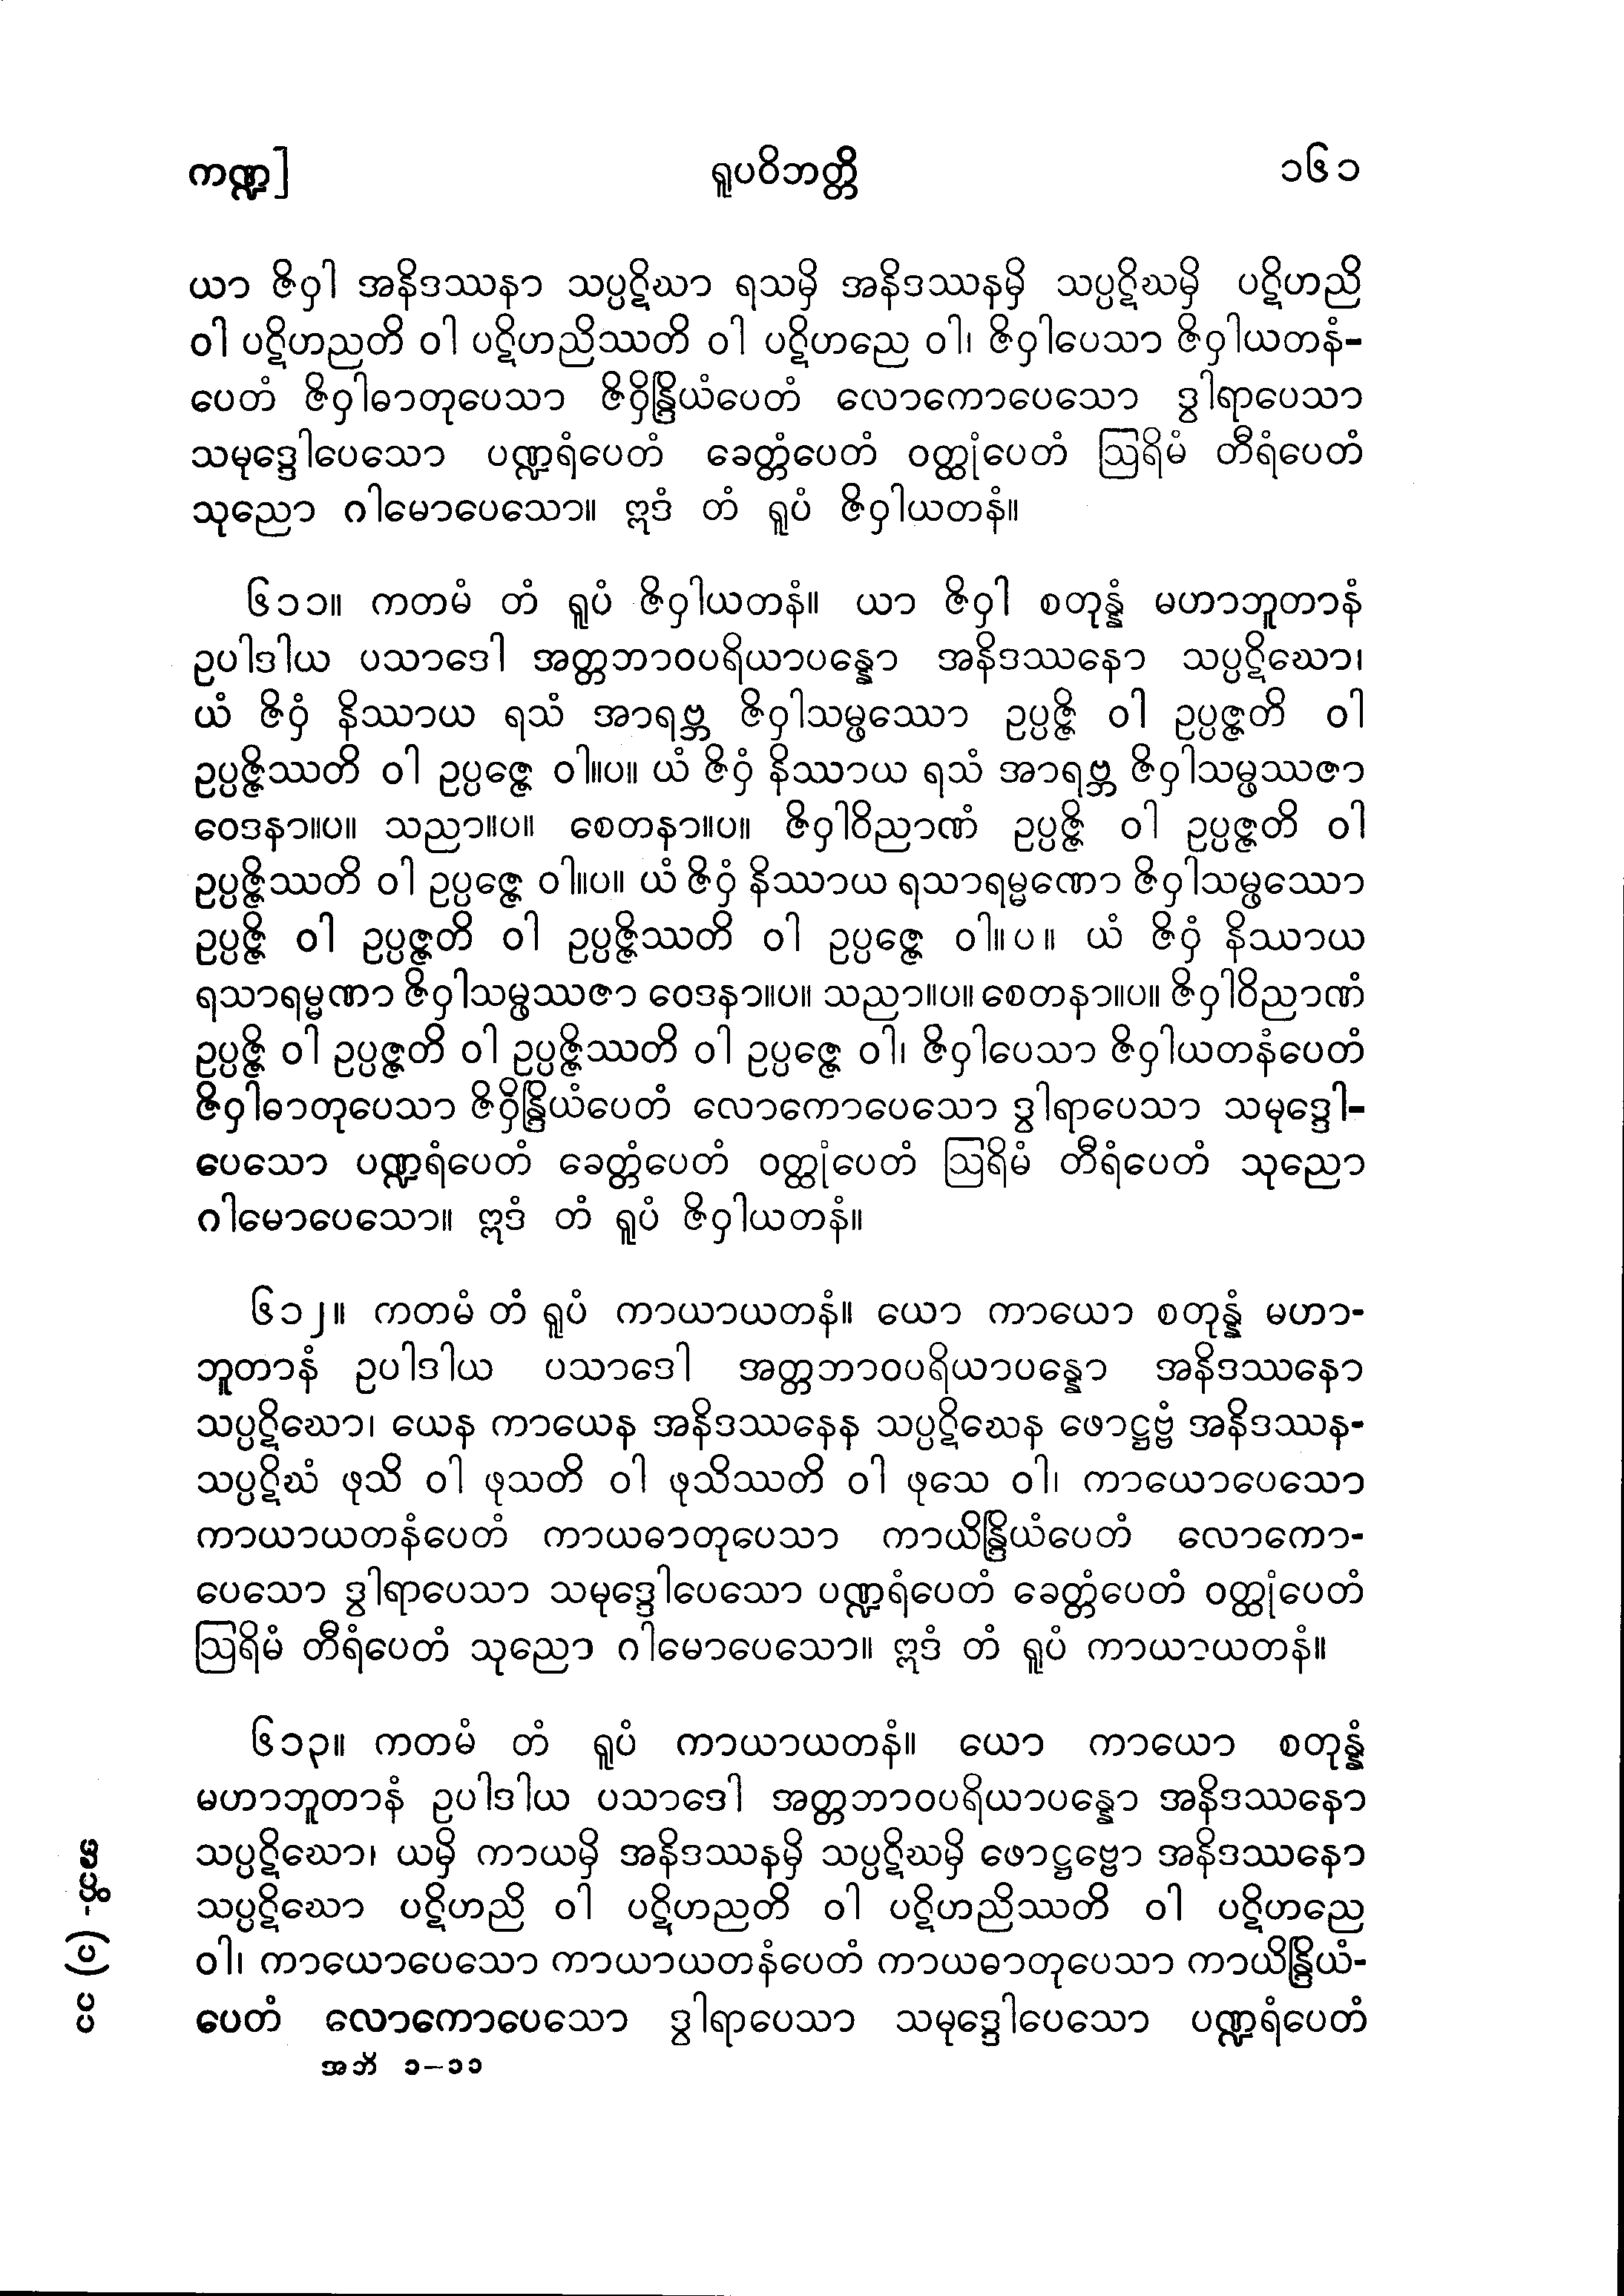 ကဏ္ဍ] ရူပဝိဘတ္တိ ၁၆၁
ယာ ဇိဝှါ အနိဒဿနာ သပ္ပဋိဃာ ရသမှိ အနိဒဿနမှိ သပ္ပဋိဃမှိ ပဋိဟညိ
ဝါ ပဋိဟညတိ ဝါ ပဋိဟညိဿတိ ဝါ ပဋိဟညေ ဝါ၊ ဇိဝှါပေသာ ဇိဝှါယတနံ-
ပေတံ ဇိဝှါဓာတုပေသာ ဇိဝှိန္ဒြိယံပေတံ လောကောပေသော ဒွါရာပေသာ
သမုဒ္ဒေါပေသော ပဏ္ဍရံပေတံ ခေတ္တံပေတံ ဝတ္ထုံပေတံ ဩရိမံ တီရံပေတံ
သုညော ဂါမောပေသော။ ဣဒံ တံ ရူပံ ဇိဝှါယတနံ။
၆၁၁။ ကတမံ တံ ရူပံ ဇိဝှါယတနံ။ ယာ ဇိဝှါ စတုန္နံ မဟာဘူတာနံ
ဥပါဒါယ ပသာဒေါ အတ္တဘာဝပရိယာပန္နော အနိဒဿနော သပ္ပဋိဃော၊
ယံ ဇိဝှံ နိဿာယ ရသံ အာရဗ္ဘ ဇိဝှါသမ္ဖဿော ဥပ္ပဇ္ဇိ ဝါ ဥပ္ပဇ္ဇတိ ဝါ
ဥပ္ပဇ္ဇိဿတိ ဝါ ဥပ္ပဇ္ဇေ ဝါ။ပ။ ယံ ဇိဝှံ နိဿာယ ရသံ အာရဗ္ဘ ဇိဝှါသမ္ဖဿဇာ
ဝေဒနာ။ပ။ သညာ။ပ။ စေတနာ။ပ။ ဇိဝှါဝိညာဏံ ဥပ္ပဇ္ဇိ ဝါ ဥပ္ပဇ္ဇတိ ဝါ
ဥပ္ပဇ္ဇိဿတိ ဝါ ဥပ္ပဇ္ဇေ ဝါ။ပ။ ယံ ဇိဝှံ နိဿာယ ရသာရမ္မဏော ဇိဝှါသမ္ဖဿော
ဥပ္ပဇ္ဇိ ဝါ ဥပ္ပဇ္ဇတိ ဝါ ဥပ္ပဇ္ဇိဿတိ ဝါ ဥပ္ပဇ္ဇေ ဝါ။ပ။ ယံ ဇိဝှံ နိဿာယ
ရသာရမ္မဏာ ဇိဝှါသမ္ဖဿဇာ ဝေဒနာ။ပ။ သညာ။ပ။ စေတနာ။ပ။ ဇိဝှါဝိညာဏံ
ဥပ္ပဇ္ဇိ ဝါ ဥပ္ပဇ္ဇတိ ဝါ ဥပ္ပဇ္ဇိဿတိ ဝါ ဥပ္ပဇ္ဇေ ဝါ၊ ဇိဝှါပေသာ ဇိဝှါယတနံပေတံ
ဇိဝှါဓာတုပေသာ ဇိဝှိန္ဒြိယံပေတံ လောကောပေသော ဒွါရာပေသာ သမုဒ္ဒေါ-
ပေသော ပဏ္ဍရံပေတံ ခေတ္တံပေတံ ဝတ္ထုံပေတံ ဩရိမံ တီရံပေတံ သုညော
ဂါမောပေသော။ ဣဒံ တံ ရူပံ ဇိဝှါယတနံ။
၆၁၂။ ကတမံ တံ ရူပံ ကာယာယတနံ။ ယော ကာယော စတုန္နံ မဟာ-
ဘူတာနံ ဥပါဒါယ ပသာဒေါ အတ္တဘာဝပရိယာပန္နော အနိဒဿနော
သပ္ပဋိဃော၊ ယေန ကာယေန အနိဒဿနေန သပ္ပဋိဃေန ဖောဋ္ဌဗ္ဗံ အနိဒဿန-
သပ္ပဋိဃံ ဖုသိ ဝါ ဖုသတိ ဝါ ဖုသိဿတိ ဝါ ဖုသေ ဝါ၊ ကာယောပေသော
ကာယာယတနံပေတံ ကာယဓာတုပေသာ ကာယိန္ဒြိယံပေတံ လောကော-
ပေသော ဒွါရာပေသာ သမုဒ္ဒေါပေသော ပဏ္ဍရံပေတံ ခေတ္တံပေတံ ဝတ္ထုံပေတံ
ဩရိမံ တီရံပေတံ သုညော ဂါမောပေသော။ ဣဒံ တံ ရူပံ ကာယာယတနံ။
၆၁၃။ ကတမံ တံ ရူပံ ကာယာယတနံ။ ယော ကာယော စတုန္နံ
မဟာဘူတာနံ ဥပါဒါယ ပသာဒေါ အတ္တဘာဝပရိယာပန္နော အနိဒဿနော
သပ္ပဋိဃော၊ ယမှိ ကာယမှိ အနိဒဿနမှိ သပ္ပဋိဃမှိ ဖောဋ္ဌဗ္ဗော အနိဒဿနော
သပ္ပဋိဃော ပဋိဟညိ ဝါ ပဋိဟညတိ ဝါ ပဋိဟညိဿတိ ဝါ ပဋိဟညေ
ဝါ၊ ကာယောပေသော ကာယာယတနံပေတံ ကာယဓာတုပေသာ ကာယိန္ဒြိယံ-
ပေတံ လောကောပေသော ဒွါရာပေသာ သမုဒ္ဒေါပေသော ပဏ္ဍရံပေတံ
အဘိ ၁–၁၁